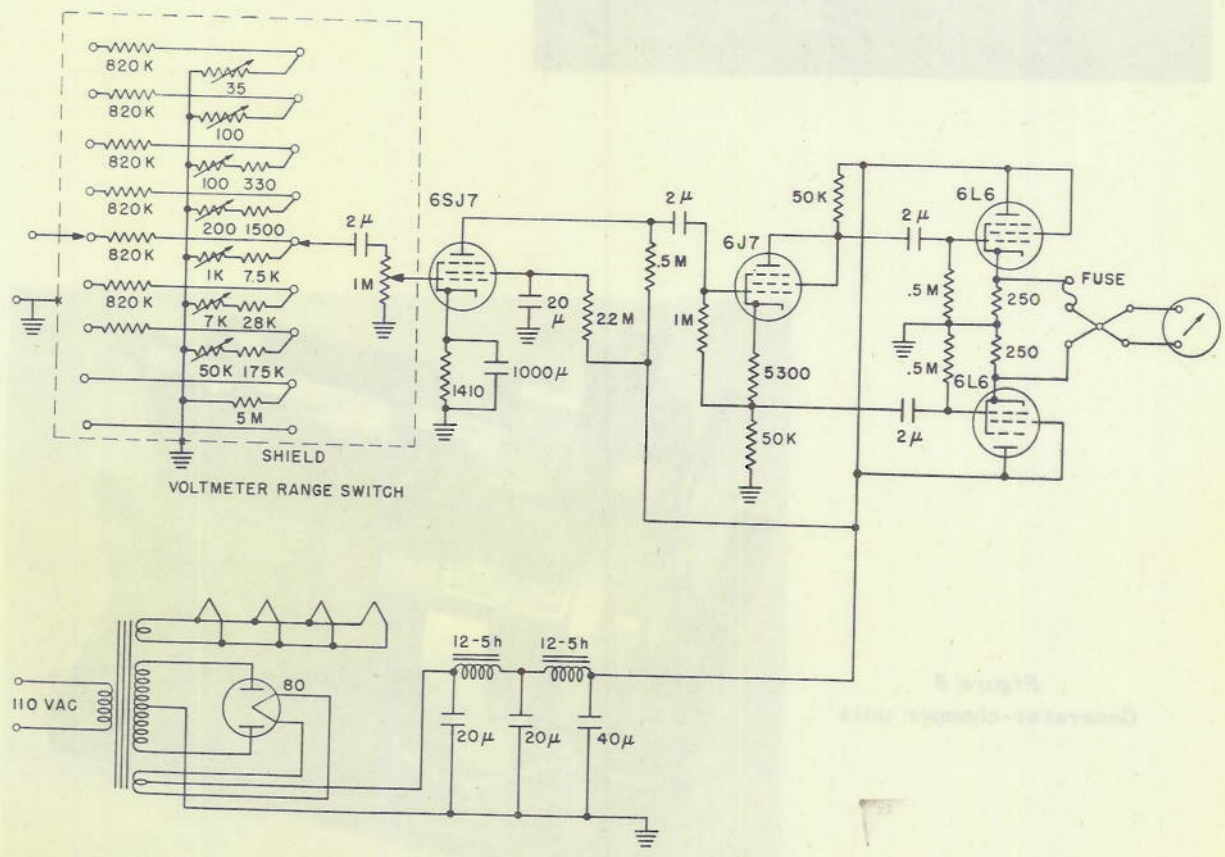 820K
35
820K
100
820K
100 330
820K
200 1500
820K
1K 7.5K
820K
7K 28K
50K 175K
5M
SHIELD
VOLTMETER RANGE SWITCH
2μ
1M
6SJ7
20
μ
1410
1000μ
2.2M
.5M
2μ
1M
6J7
5300
50K
50K
2μ
2μ
6L6
.5M
250
FUSE
.5M
250
6L6
110 VAC
80
12-5h
12-5h
20μ
20μ
40μ
Figure 8
Generator-chopper unit